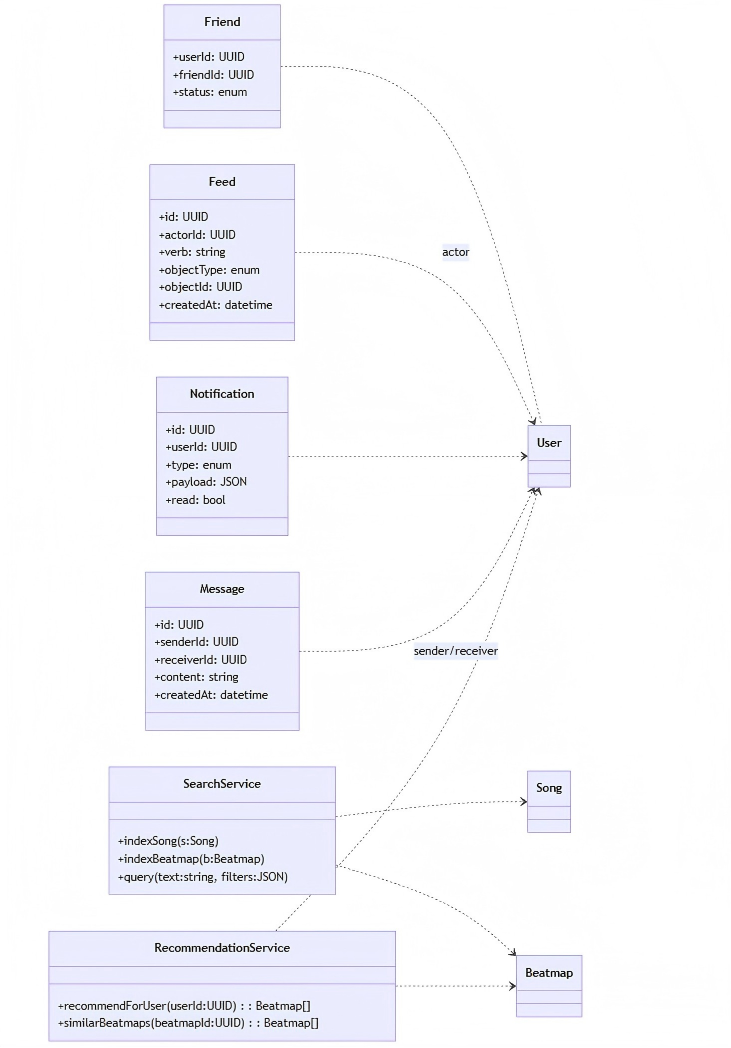 Friend
+userId: UUID
+friendId: UUID
+status: enum
Feed
+id: UUID
+actorId: UUID
+verb: string
+objectType: enum
+objectId: UUID
+createdAt: datetime
actor
Notification
+id: UUID
+userId: UUID
+type: enum
+payload: JSON
+read: bool
User
Message
+id: UUID
+senderId: UUID
+receiverId: UUID
+content: string
+createdAt: datetime
sender/receiver
SearchService
+indexSong(s:Song)
+indexBeatmap(b:Beatmap)
+query(text:string, filters:JSON)
Song
RecommendationService
+recommendForUser(userId:UUID) : : Beatmap[]
+similarBeatmaps(beatmapId:UUID) : : Beatmap[]
Beatmap